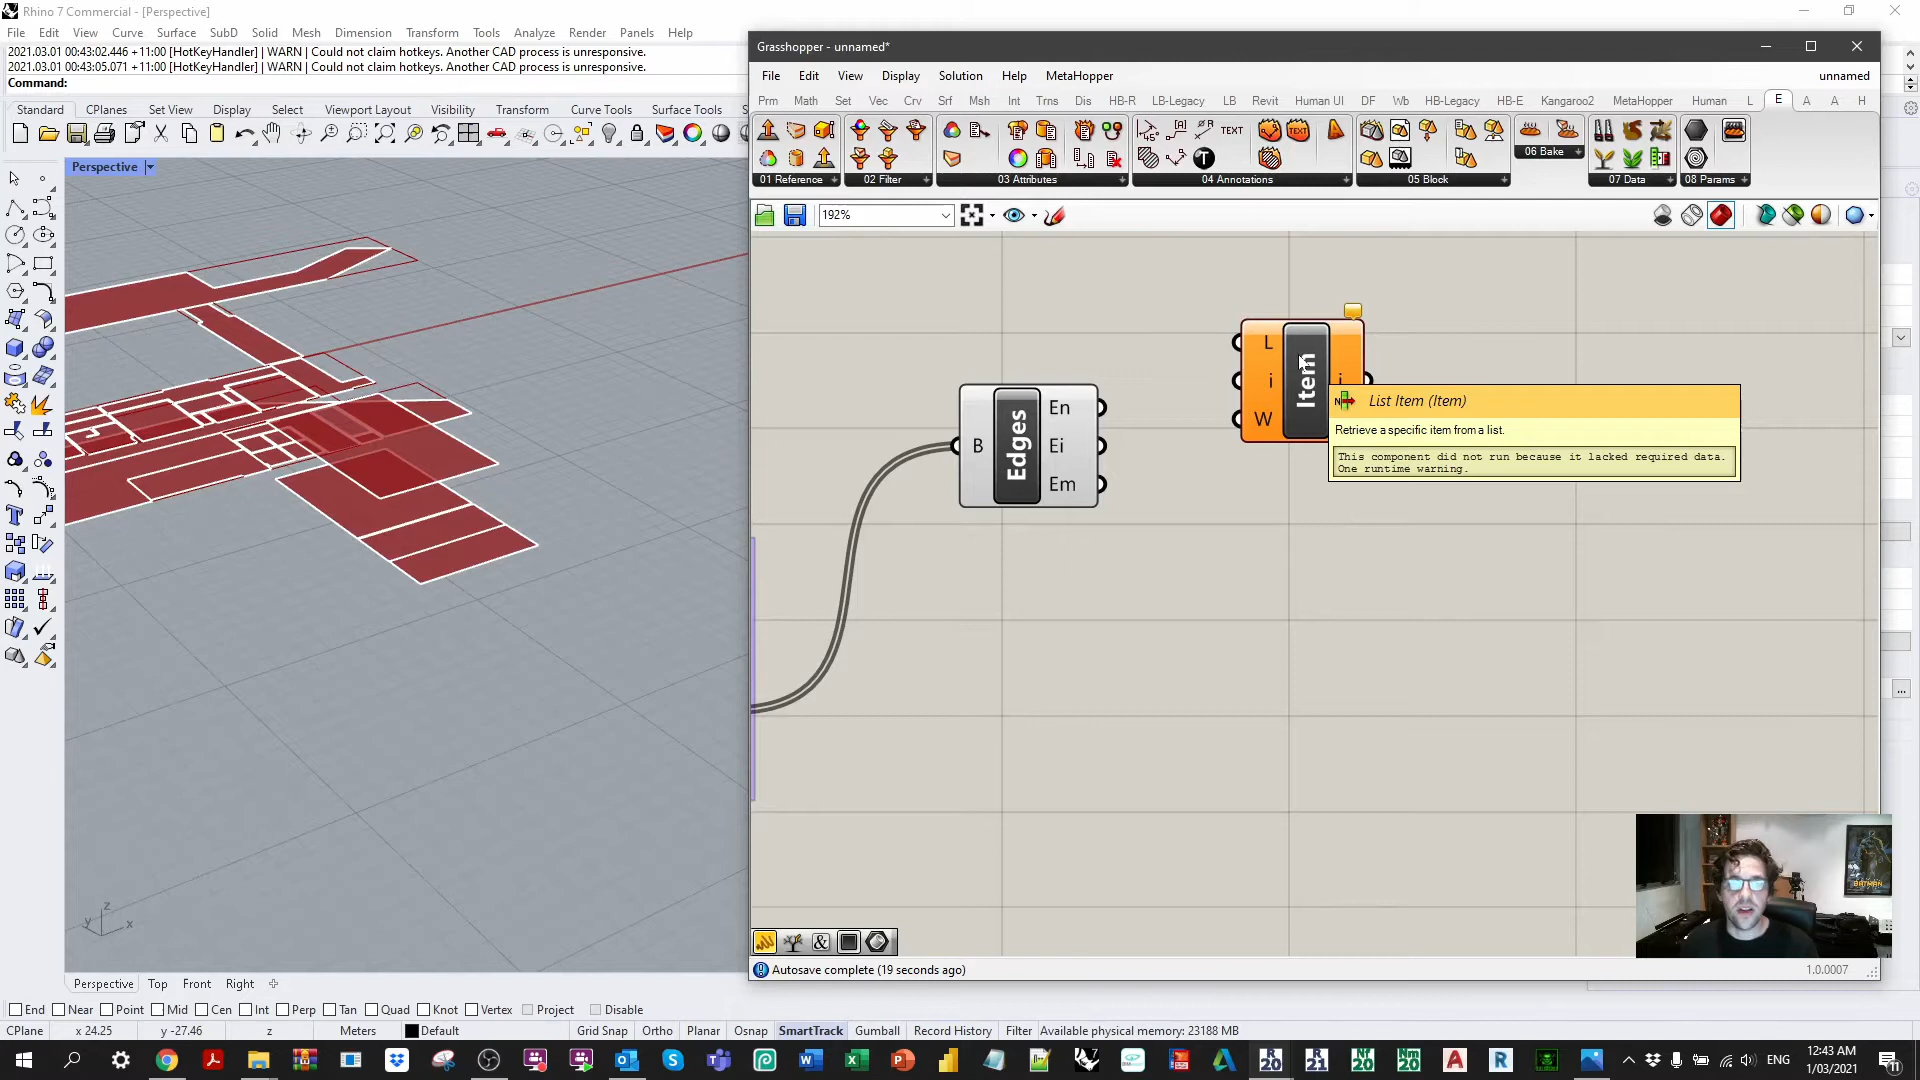 Rhino 7 Commercial - [Perspective]
File Edit View Curve Surface SubD Solid Mesh Dimension Transform Tools Analyze Render Panels Help
2021.03.01 00:43:02.446 +11:00 [HotKeyHandler] | WARN | Could not claim hotkeys. Another CAD process is unresponsive.
2021.03.01 00:43:05.071 +11:00 [HotKeyHandler] | WARN | Could not claim hotkeys. Another CAD process is unresponsive.
Command:
Standard CPlanes Set View Display Select Viewport Layout Visibility Transform Curve Tools Surface Tools
Perspective
Grasshopper - unnamed*
File Edit View Display Solution Help MetaHopper unnamed
Prm Math Set Vec Crv Srf Msh Int Trns Dis HB-R LB-Legacy LB Revit Human UI DF Wb HB-Legacy HB-E Kangaroo2 MetaHopper Human L E A A H
TEXT
TEXT
01 Reference 02 Filter 03 Attributes 04 Annotations 05 Block 06 Bake 07 Data 08 Params
192%
L
i
W
Item
i
B
Edges
En
Ei
Em
List Item (Item)
Retrieve a specific item from a list.
This component did not run because it lacked required data.
One runtime warning.
BATMAN
Autosave complete (19 seconds ago)
1.0.0007
z
y
x
Perspective Top Front Right
End Near Point Mid Cen Int Perp Tan Quad Knot Vertex Project Disable
CPlane x 24.25 y -27.46 z Meters Default Grid Snap Ortho Planar Osnap SmartTrack Gumball Record History Filter Available physical memory: 23188 MB
ENG
12:43 AM
1/03/2021